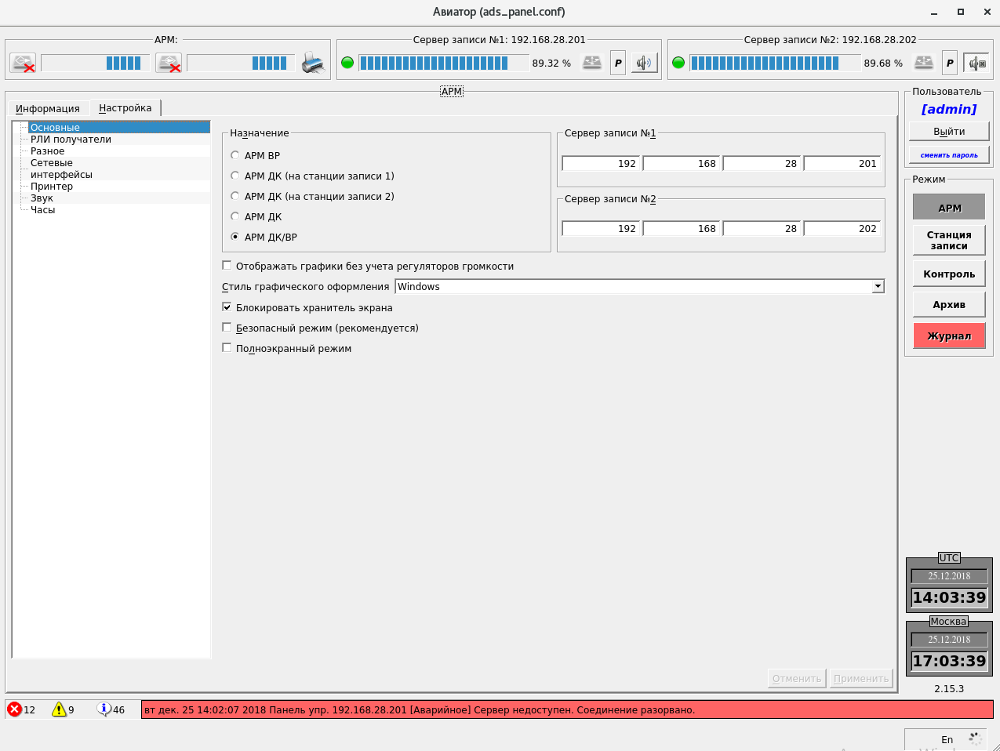 Авиатор (ads_panel.conf)
АРМ:
Сервер записи №1: 192.168.28.201
89.32 %
P
Сервер записи №2: 192.168.28.202
89.68 %
P
АРМ
Информация
Настройка
Основные
РЛИ получатели
Разное
Сетевые
интерфейсы
Принтер
Звук
Часы
Назначение
АРМ ВР
АРМ ДК (на станции записи 1)
АРМ ДК (на станции записи 2)
АРМ ДК
АРМ ДК/ВР
Сервер записи №1
192 168 28 201
Сервер записи №2
192 168 28 202
Отображать графики без учета регуляторов громкости
Стиль графического оформления Windows
Блокировать хранитель экрана
Безопасный режим (рекомендуется)
Полноэкранный режим
Отменить
Применить
Пользователь
[admin]
Выйти
сменить пароль
Режим
АРМ
Станция
записи
Контроль
Архив
Журнал
UTC
25.12.2018
14:03:39
Москва
25.12.2018
17:03:39
2.15.3
12 9 46
вт дек. 25 14:02:07 2018 Панель упр. 192.168.28.201 [Аварийное] Сервер недоступен. Соединение разорвано.
En